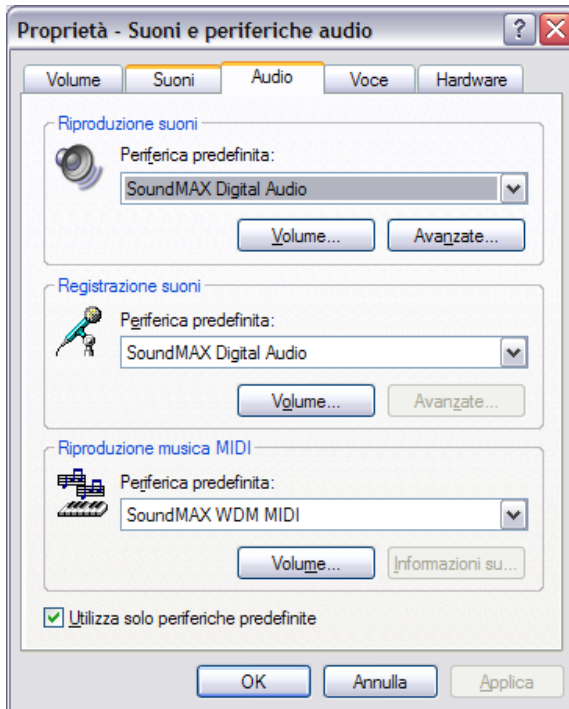 Proprietà - Suoni e periferiche audio
Volume Suoni Audio Voce Hardware
Riproduzione suoni
Periferica predefinita:
SoundMAX Digital Audio
Volume... Avanzate...
Registrazione suoni
Periferica predefinita:
SoundMAX Digital Audio
Volume... Avanzate...
Riproduzione musica MIDI
Periferica predefinita:
SoundMAX WDM MIDI
Volume... Informazioni su...
Utilizza solo periferiche predefinite
OK Annulla Applica